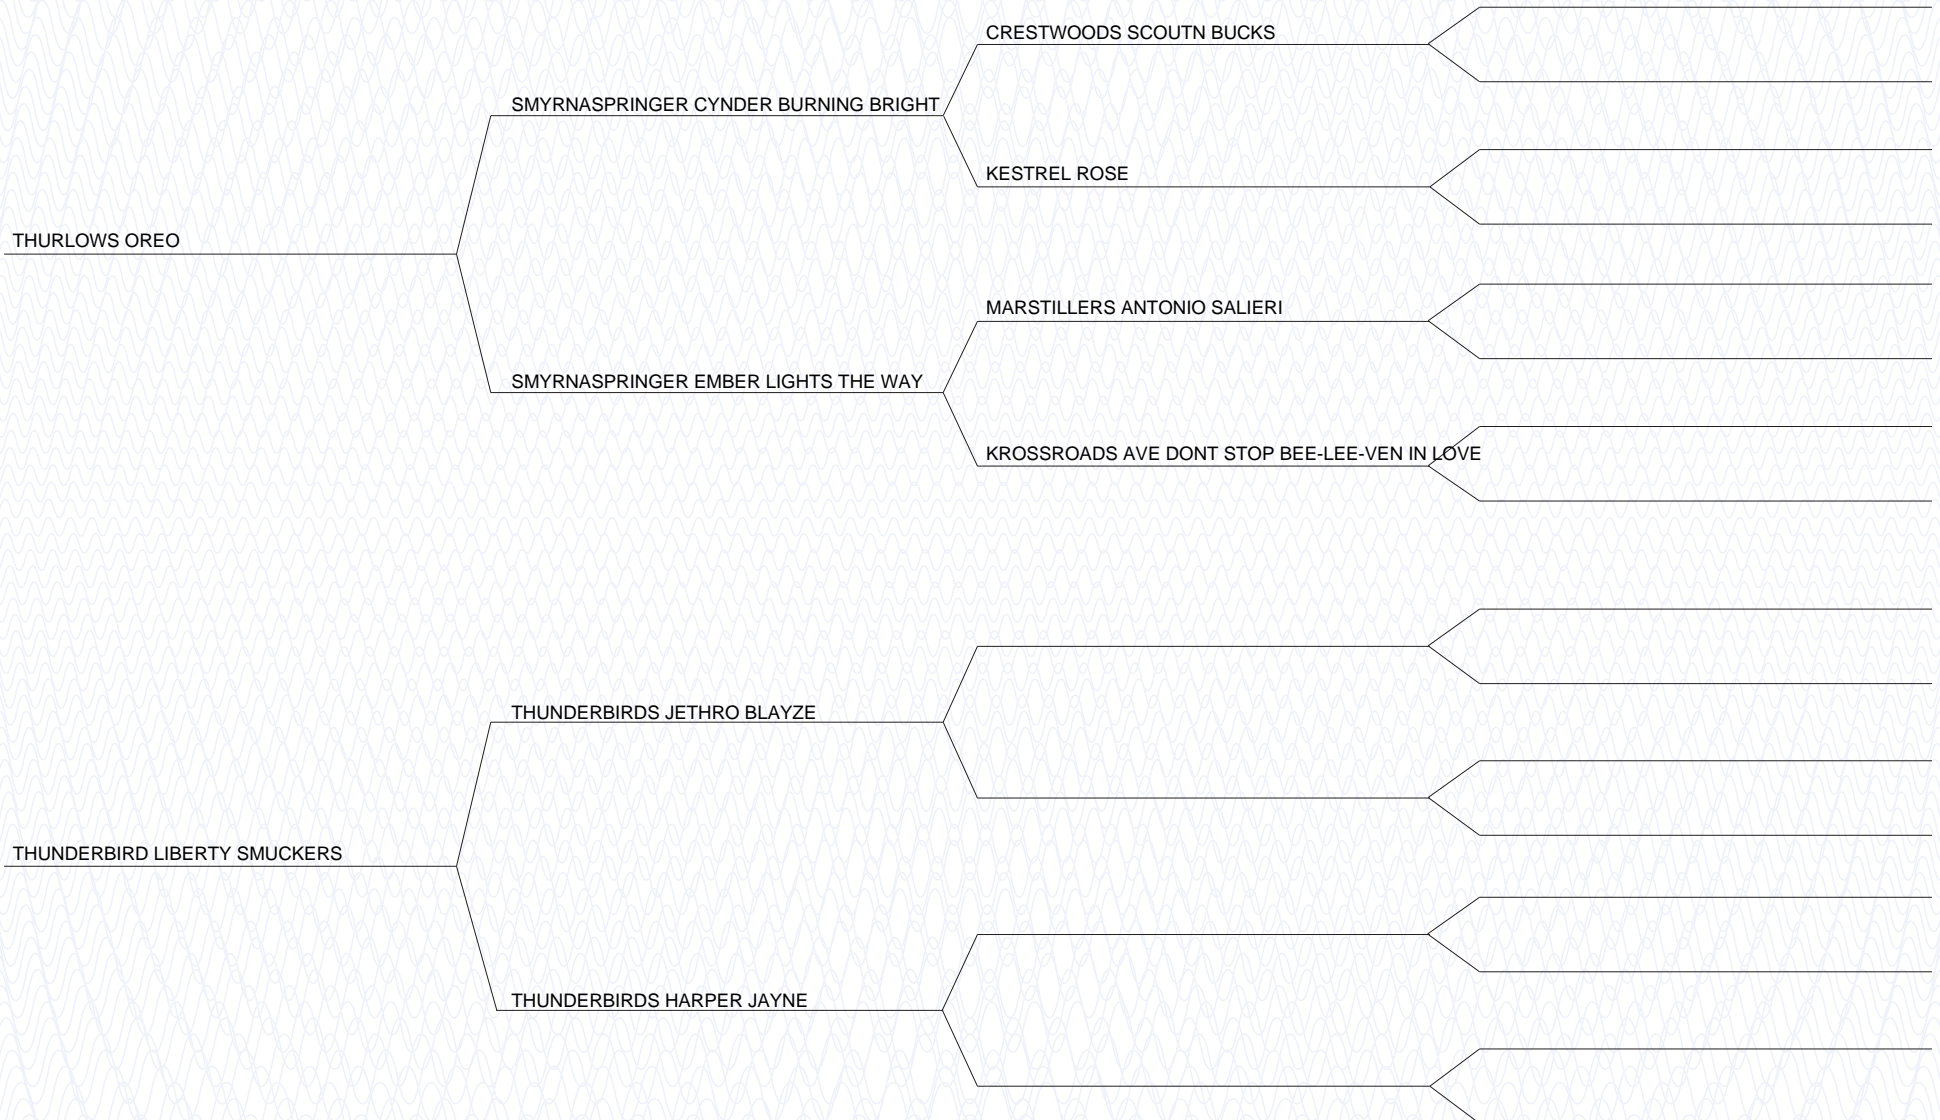 CRESTWOODS SCOUTN BUCKS
SMYRNASPRINGER CYNDER BURNING BRIGHT
KESTREL ROSE
THURLOWS OREO
MARSTILLERS ANTONIO SALIERI
SMYRNASPRINGER EMBER LIGHTS THE WAY
KROSSROADS AVE DONT STOP BEE-LEE-VEN IN LOVE
THUNDERBIRDS JETHRO BLAYZE
THUNDERBIRD LIBERTY SMUCKERS
THUNDERBIRDS HARPER JAYNE